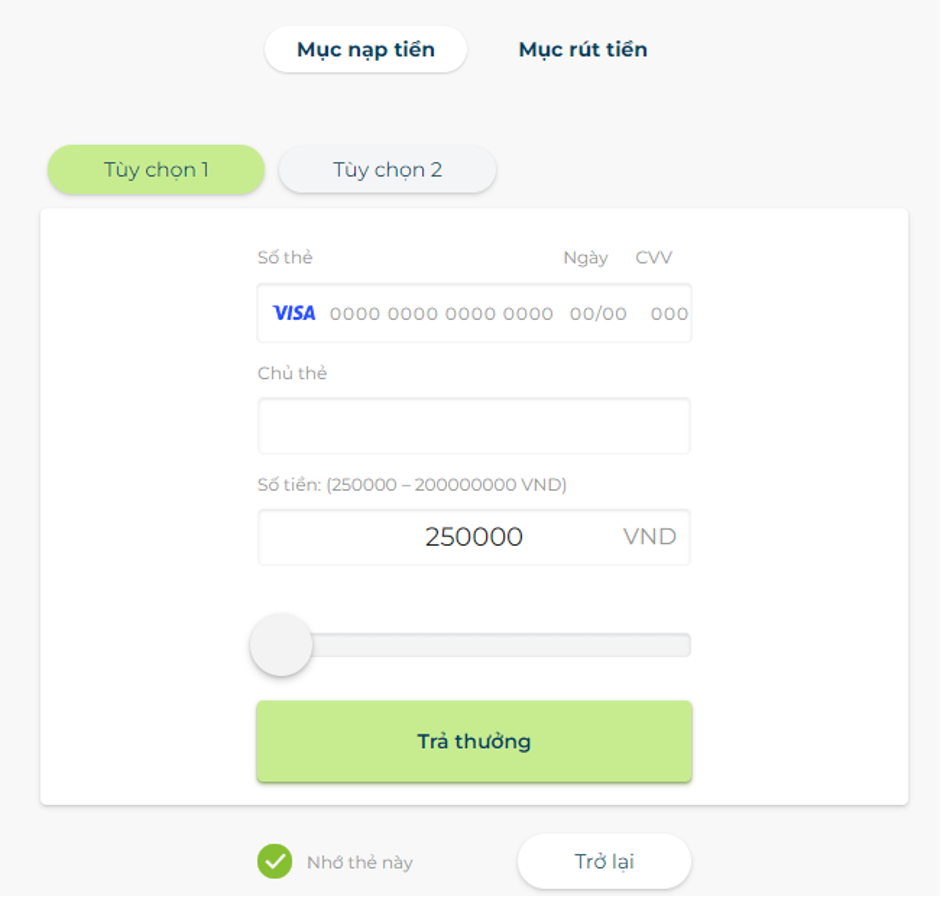 Mục nạp tiền Mục rút tiền
Tùy chọn 1 Tùy chọn 2
Số thẻ Ngày CVV
VISA 0000 0000 0000 0000 00/00 000
Chủ thẻ
Số tiền: (250000 – 200000000 VND)
250000 VND
Trả thưởng
Nhớ thẻ này Trở lại